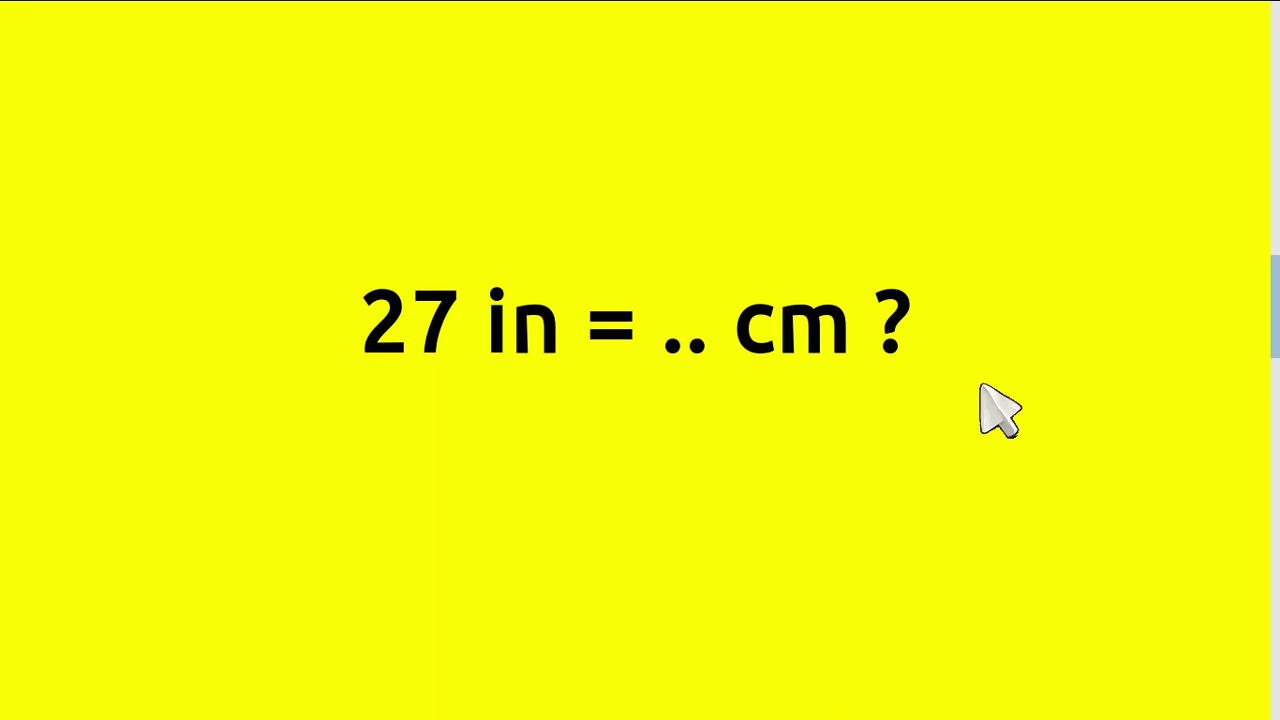 27 in = .. cm ?